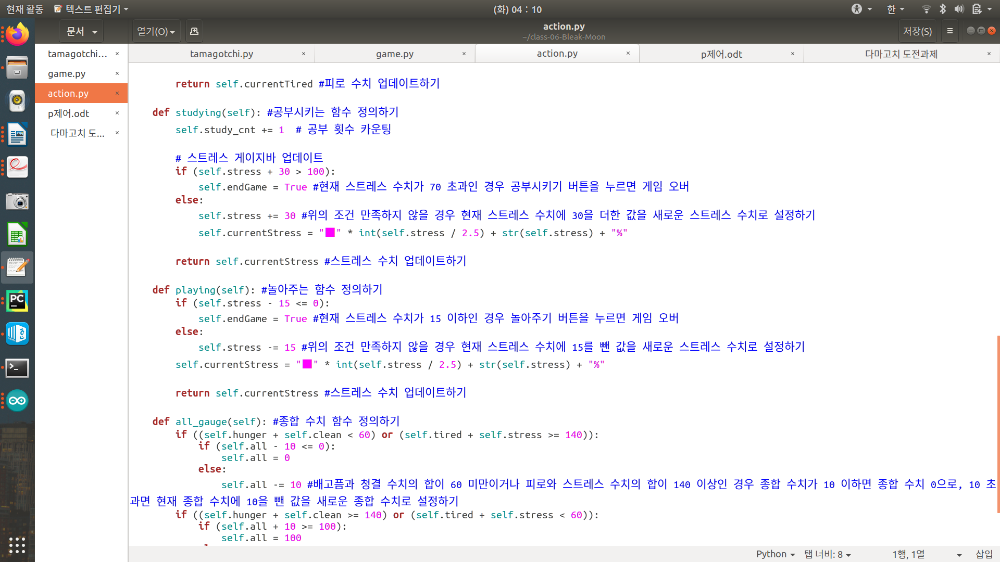 현재 활동 텍스트 편집기 (화) 04 : 10 한
문서 열기(O) action.py 저장(S)
~/class-06-Bleak-Moon
tamagotchi... × tamagotchi.py × game.py × action.py × p제어.odt × 다마고치 도전과제 ×
game.py ×
action.py ×
p제어.odt ×
다마고치 도... ×
return self.currentTired #피로 수치 업데이트하기
def studying(self): #공부시키는 함수 정의하기
self.study_cnt += 1  # 공부 횟수 카운팅
# 스트레스 게이지바 업데이트
if (self.stress + 30 > 100):
self.endGame = True #현재 스트레스 수치가 70 초과인 경우 공부시키기 버튼을 누르면 게임 오버
else:
self.stress += 30 #위의 조건 만족하지 않을 경우 현재 스트레스 수치에 30을 더한 값을 새로운 스트레스 수치로 설정하기
self.currentStress = "■" * int(self.stress / 2.5) + str(self.stress) + "%"
return self.currentStress #스트레스 수치 업데이트하기
def playing(self): #놀아주는 함수 정의하기
if (self.stress - 15 <= 0):
self.endGame = True #현재 스트레스 수치가 15 이하인 경우 놀아주기 버튼을 누르면 게임 오버
else:
self.stress -= 15 #위의 조건 만족하지 않을 경우 현재 스트레스 수치에 15를 뺀 값을 새로운 스트레스 수치로 설정하기
self.currentStress = "■" * int(self.stress / 2.5) + str(self.stress) + "%"
return self.currentStress #스트레스 수치 업데이트하기
def all_gauge(self): #종합 수치 함수 정의하기
if ((self.hunger + self.clean < 60) or (self.tired + self.stress >= 140)):
if (self.all - 10 <= 0):
self.all = 0
else:
self.all -= 10 #배고픔과 청결 수치의 합이 60 미만이거나 피로와 스트레스 수치의 합이 140 이상인 경우 종합 수치가 10 이하면 종합 수치 0으로, 10 초
과면 현재 종합 수치에 10을 뺀 값을 새로운 종합 수치로 설정하기
if ((self.hunger + self.clean >= 140) or (self.tired + self.stress < 60)):
if (self.all + 10 >= 100):
self.all = 100
Python 탭 너비: 8 1행, 1열 삽입